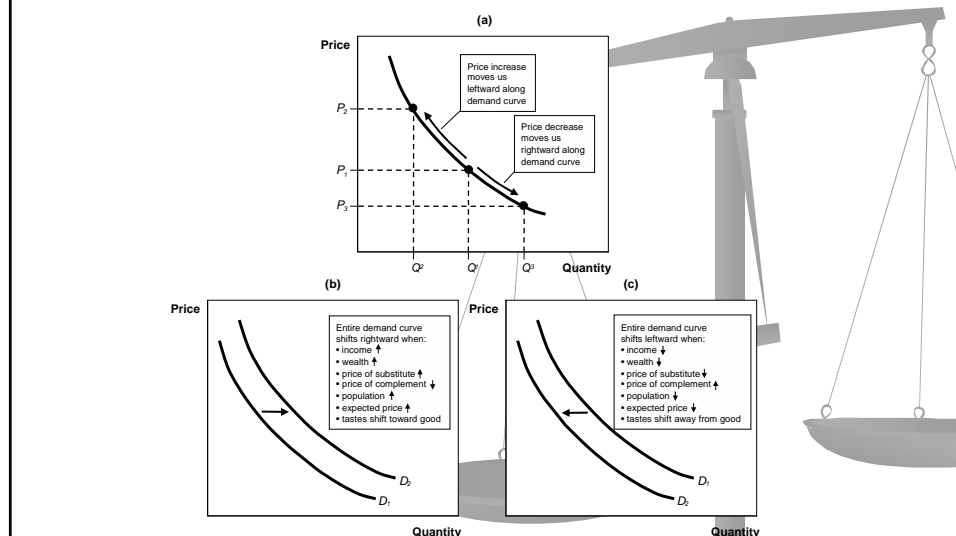 (a)
Price
Price increase
moves us
leftward along
demand curve
Price decrease
moves us
rightward along
demand curve
P₂
P₁
P₃
Q² Q¹ Q³ Quantity
(b)
Price
Entire demand curve
shifts rightward when:
• income ↑
• wealth ↑
• price of substitute ↑
• price of complement ↓
• population ↑
• expected price ↑
• tastes shift toward good
D₂
D₁
Quantity
(c)
Price
Entire demand curve
shifts leftward when:
• income ↓
• wealth ↓
• price of substitute ↓
• price of complement ↑
• population ↓
• expected price ↓
• tastes shift away from good
D₁
D₂
Quantity